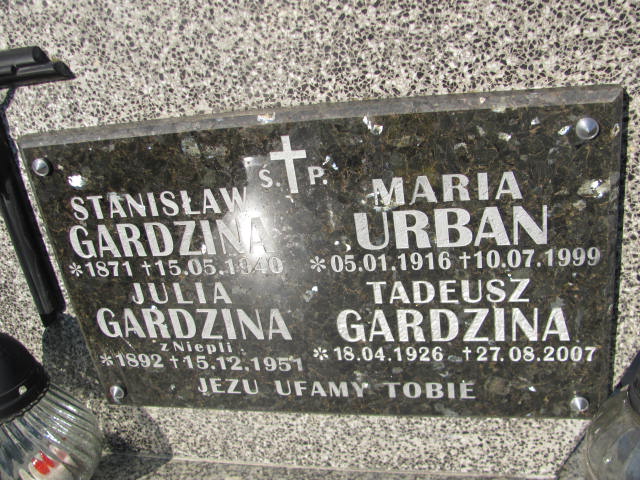 Ś. P.
STANISŁAW
GARDZINA
*1871 +15.05.1940
JULIA
GARDZINA
z Niepli
*1892 +15.12.1951
MARIA
URBAN
*05.01.1916 +10.07.1999
TADEUSZ
GARDZINA
*18.04.1926 +27.08.2007
JEZU UFAMY TOBIE